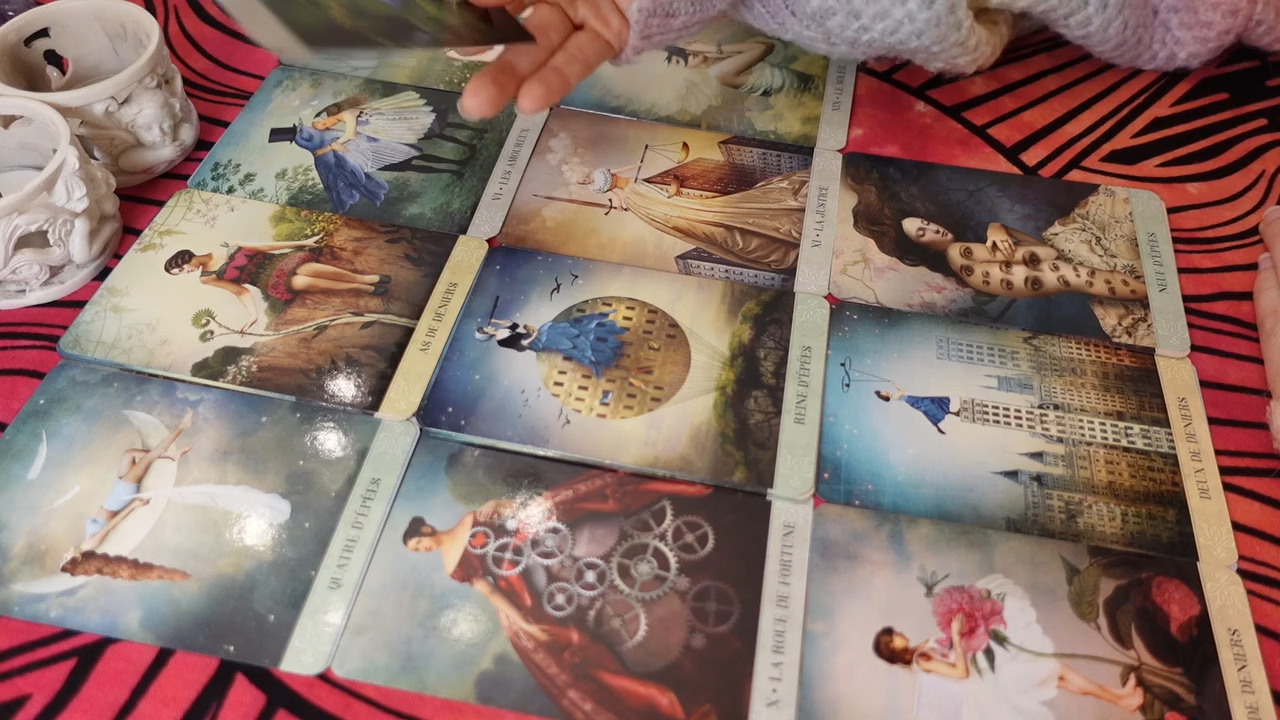 XIX • LE SOLEIL
VI • LES AMOUREUX
XI • LA JUSTICE
NEUF D'ÉPÉES
AS DE DENIERS
REINE D'ÉPÉES
DEUX DE DENIERS
QUATRE D'ÉPÉES
X • LA ROUE DE FORTUNE
DE DENIERS